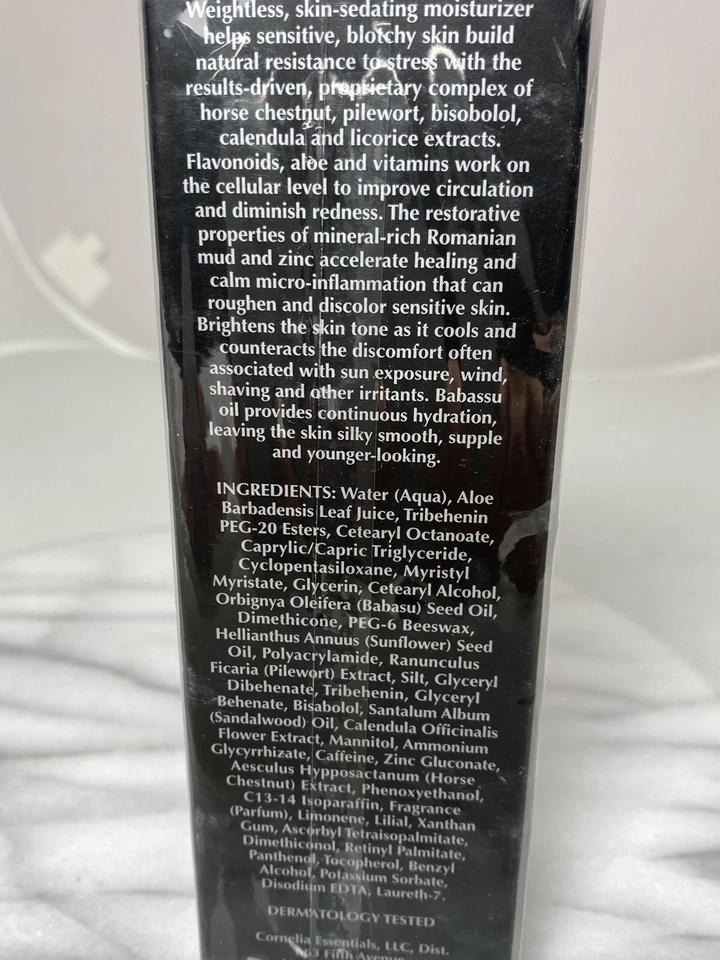 Weightless, skin-sedating moisturizer
helps sensitive, blotchy skin build
natural resistance to stress with the
results-driven, proprietary complex of
horse chestnut, pilewort, bisobolol,
calendula and licorice extracts.
Flavonoids, aloe and vitamins work on
the cellular level to improve circulation
and diminish redness. The restorative
properties of mineral-rich Romanian
mud and zinc accelerate healing and
calm micro-inflammation that can
roughen and discolor sensitive skin.
Brightens the skin tone as it cools and
counteracts the discomfort often
associated with sun exposure, wind,
shaving and other irritants. Babassu
oil provides continuous hydration,
leaving the skin silky smooth, supple
and younger-looking.
INGREDIENTS: Water (Aqua), Aloe
Barbadensis Leaf Juice, Tribehenin
PEG-20 Esters, Cetearyl Octanoate,
Caprylic/Capric Triglyceride,
Cyclopentasiloxane, Myristyl
Myristate, Glycerin, Cetearyl Alcohol,
Orbignya Oleifera (Babasu) Seed Oil,
Dimethicone, PEG-6 Beeswax,
Hellianthus Annuus (Sunflower) Seed
Oil, Polyacrylamide, Ranunculus
Ficaria (Pilewort) Extract, Silt, Glyceryl
Dibehenate, Tribehenin, Glyceryl
Behenate, Bisabolol, Santalum Album
(Sandalwood) Oil, Calendula Officinalis
Flower Extract, Mannitol, Ammonium
Glycyrrhizate, Caffeine, Zinc Gluconate,
Aesculus Hypposactanum (Horse
Chestnut) Extract, Phenoxyethanol,
C13-14 Isoparaffin, Fragrance
(Parfum), Limonene, Lilial, Xanthan
Gum, Ascorbyl Tetraisopalmitate,
Dimethiconol, Retinyl Palmitate,
Panthenol, Tocopherol, Benzyl
Alcohol, Potassium Sorbate,
Disodium EDTA, Laureth-7.
DERMATOLOGY TESTED
Cornelia Essentials, LLC, Dist.
Fifth Avenue